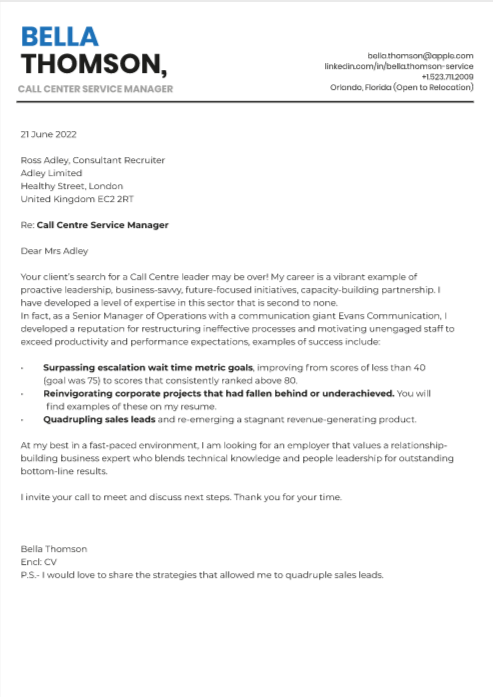 BELLA
THOMSON,
CALL CENTER SERVICE MANAGER
bella.thomson@apple.com
linkedin.com/in/bella.thomson-service
+1.523.711.2009
Orlando, Florida (Open to Relocation)
21 June 2022
Ross Adley, Consultant Recruiter
Adley Limited
Healthy Street, London
United Kingdom EC2 2RT
Re: Call Centre Service Manager
Dear Mrs Adley
Your client's search for a Call Centre leader may be over! My career is a vibrant example of
proactive leadership, business-savvy, future-focused initiatives, capacity-building partnership. I
have developed a level of expertise in this sector that is second to none.
In fact, as a Senior Manager of Operations with a communication giant Evans Communication, I
developed a reputation for restructuring ineffective processes and motivating unengaged staff to
exceed productivity and performance expectations, examples of success include:
• Surpassing escalation wait time metric goals, improving from scores of less than 40
(goal was 75) to scores that consistently ranked above 80.
• Reinvigorating corporate projects that had fallen behind or underachieved. You will
find examples of these on my resume.
• Quadrupling sales leads and re-emerging a stagnant revenue-generating product.
At my best in a fast-paced environment, I am looking for an employer that values a relationship-
building business expert who blends technical knowledge and people leadership for outstanding
bottom-line results.
I invite your call to meet and discuss next steps. Thank you for your time.
Bella Thomson
Encl: CV
P.S.- I would love to share the strategies that allowed me to quadruple sales leads.